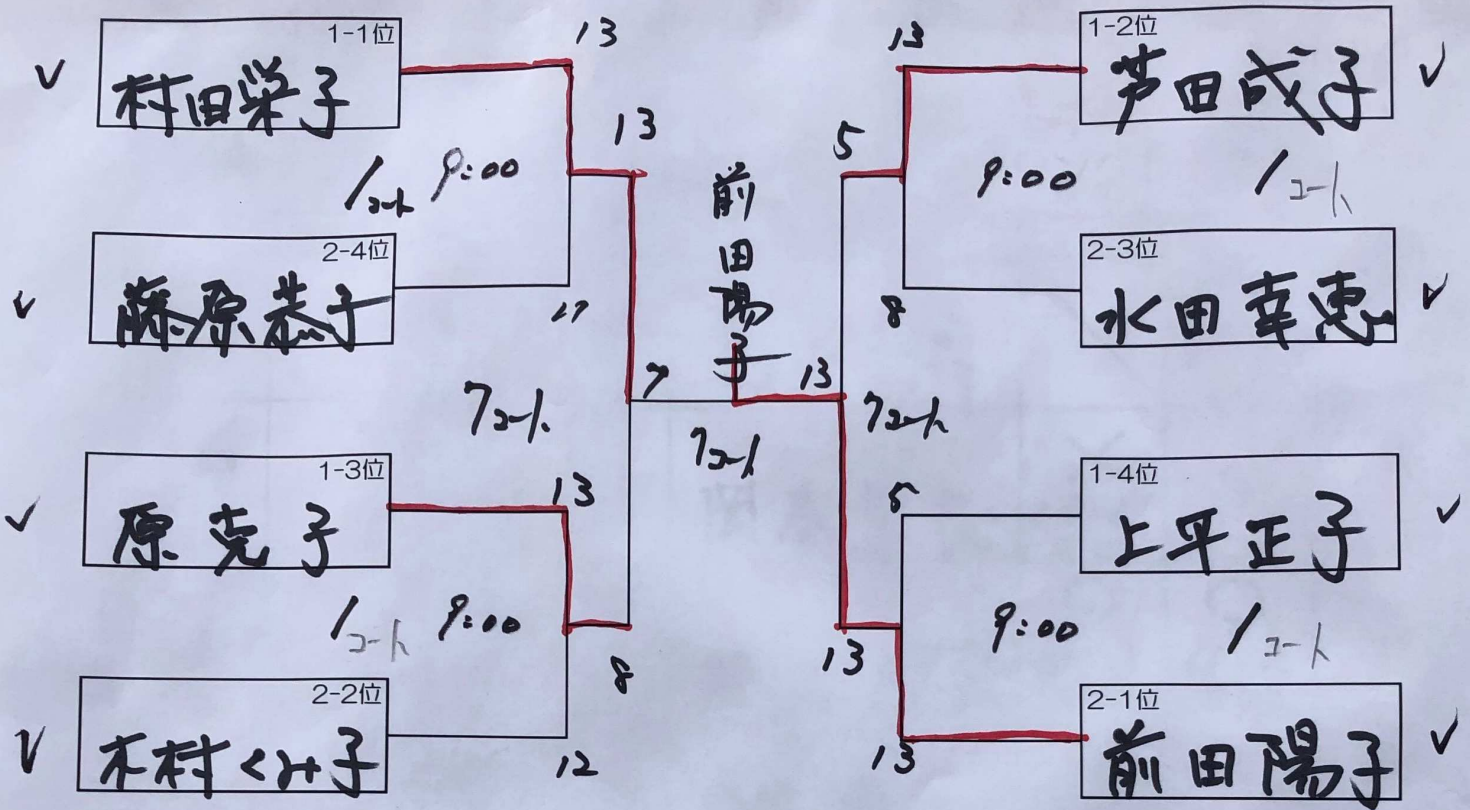 1-1位
村田栄子
13
13
9:00
1コート
2-4位
藤原恭子
7コート
7
1-3位
原克子
13
9:00
1コート
8
2-2位
木村くみ子
12
前田陽子
13
7コート
1-2位
芦田成子
13
5
9:00
1コート
2-3位
水田幸恵
8
7コート
1-4位
上平正子
9:00
1コート
13
2-1位
前田陽子
13